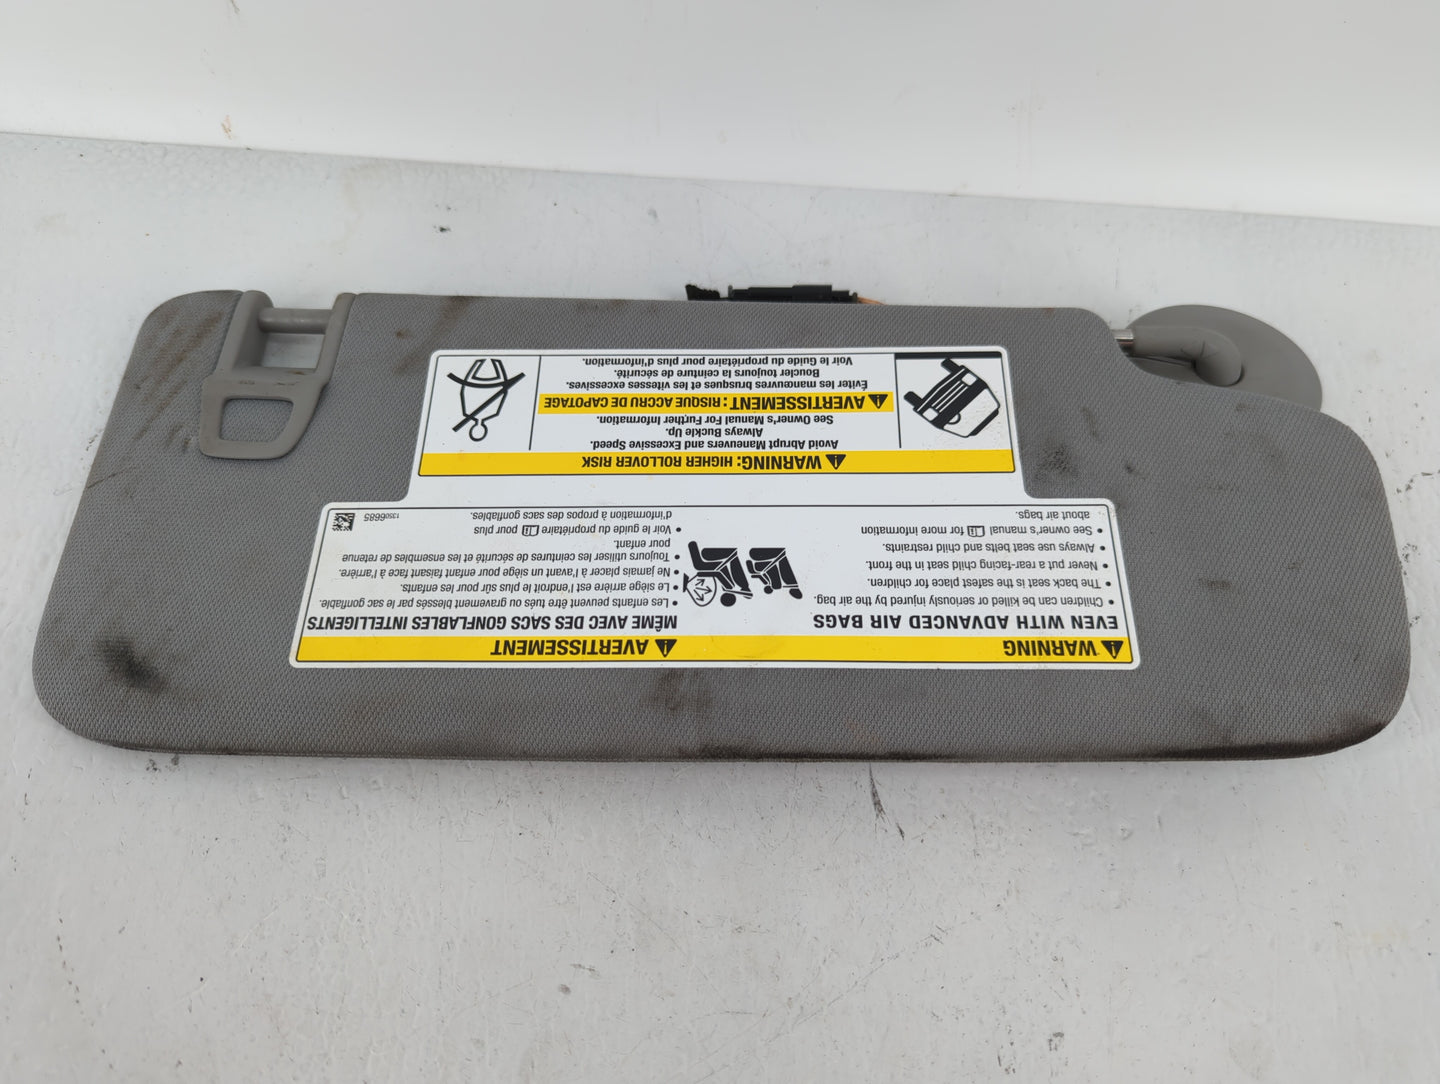 WARNING
EVEN WITH ADVANCED AIR BAGS
• Children can be killed or seriously injured by the air bag.
• The back seat is the safest place for children.
• Never put a rear-facing child seat in the front.
• Always use seat belts and child restraints.
• See owner's manual for more information
about air bags.
AVERTISSEMENT
MÊME AVEC DES SACS GONFLABLES INTELLIGENTS
• Les enfants peuvent être tués ou gravement blessés par le sac gonflable.
• Le siège arrière est l'endroit le plus sûr pour les enfants.
• Ne jamais placer à l'avant un siège pour enfant faisant face à l'arrière.
• Toujours utiliser les ceintures de sécurité et les ensembles de retenue
pour enfant.
• Voir le guide du propriétaire pour plus
d'information à propos des sacs gonflables.
13506685
WARNING: HIGHER ROLLOVER RISK
Avoid Abrupt Maneuvers and Excessive Speed.
Always Buckle Up.
See Owner's Manual For Further Information.
AVERTISSEMENT: RISQUE ACCRU DE CAPOTAGE
Éviter les manœuvres brusques et les vitesses excessives.
Boucler toujours la ceinture de sécurité.
Voir le Guide du propriétaire pour plus d'information.